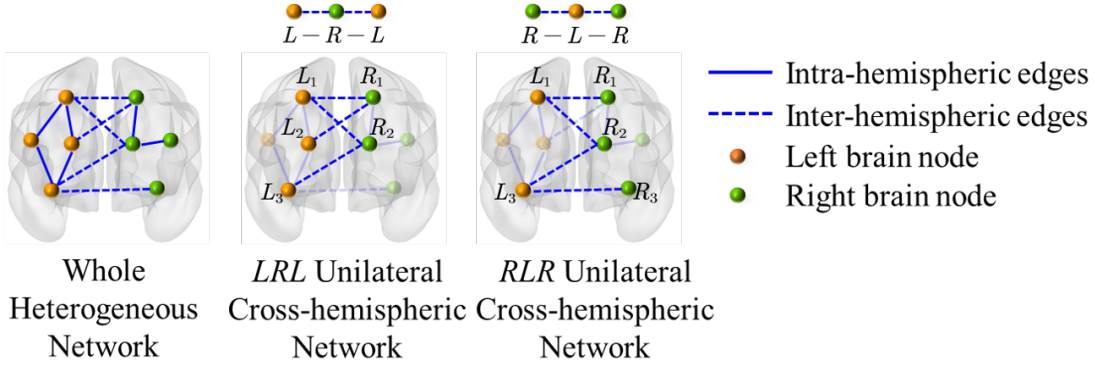 L − R − L
R − L − R
L₁
R₁
L₂
R₂
L₃
L₁
R₁
R₂
L₃
R₃
Intra-hemispheric edges
Inter-hemispheric edges
Left brain node
Right brain node
Whole
Heterogeneous
Network
LRL Unilateral
Cross-hemispheric
Network
RLR Unilateral
Cross-hemispheric
Network